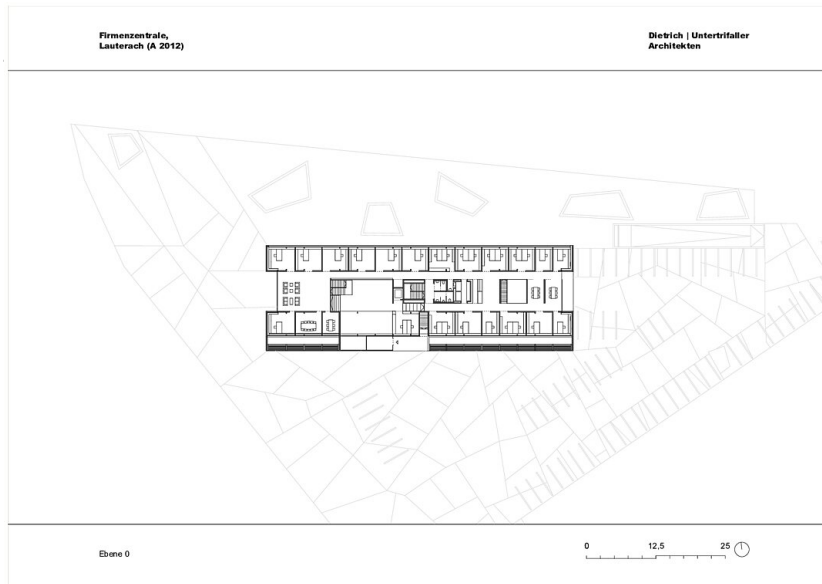 Firmenzentrale,
Lauterach (A 2012)
Dietrich | Untertrifaller
Architekten
Ebene 0
0 12,5 25